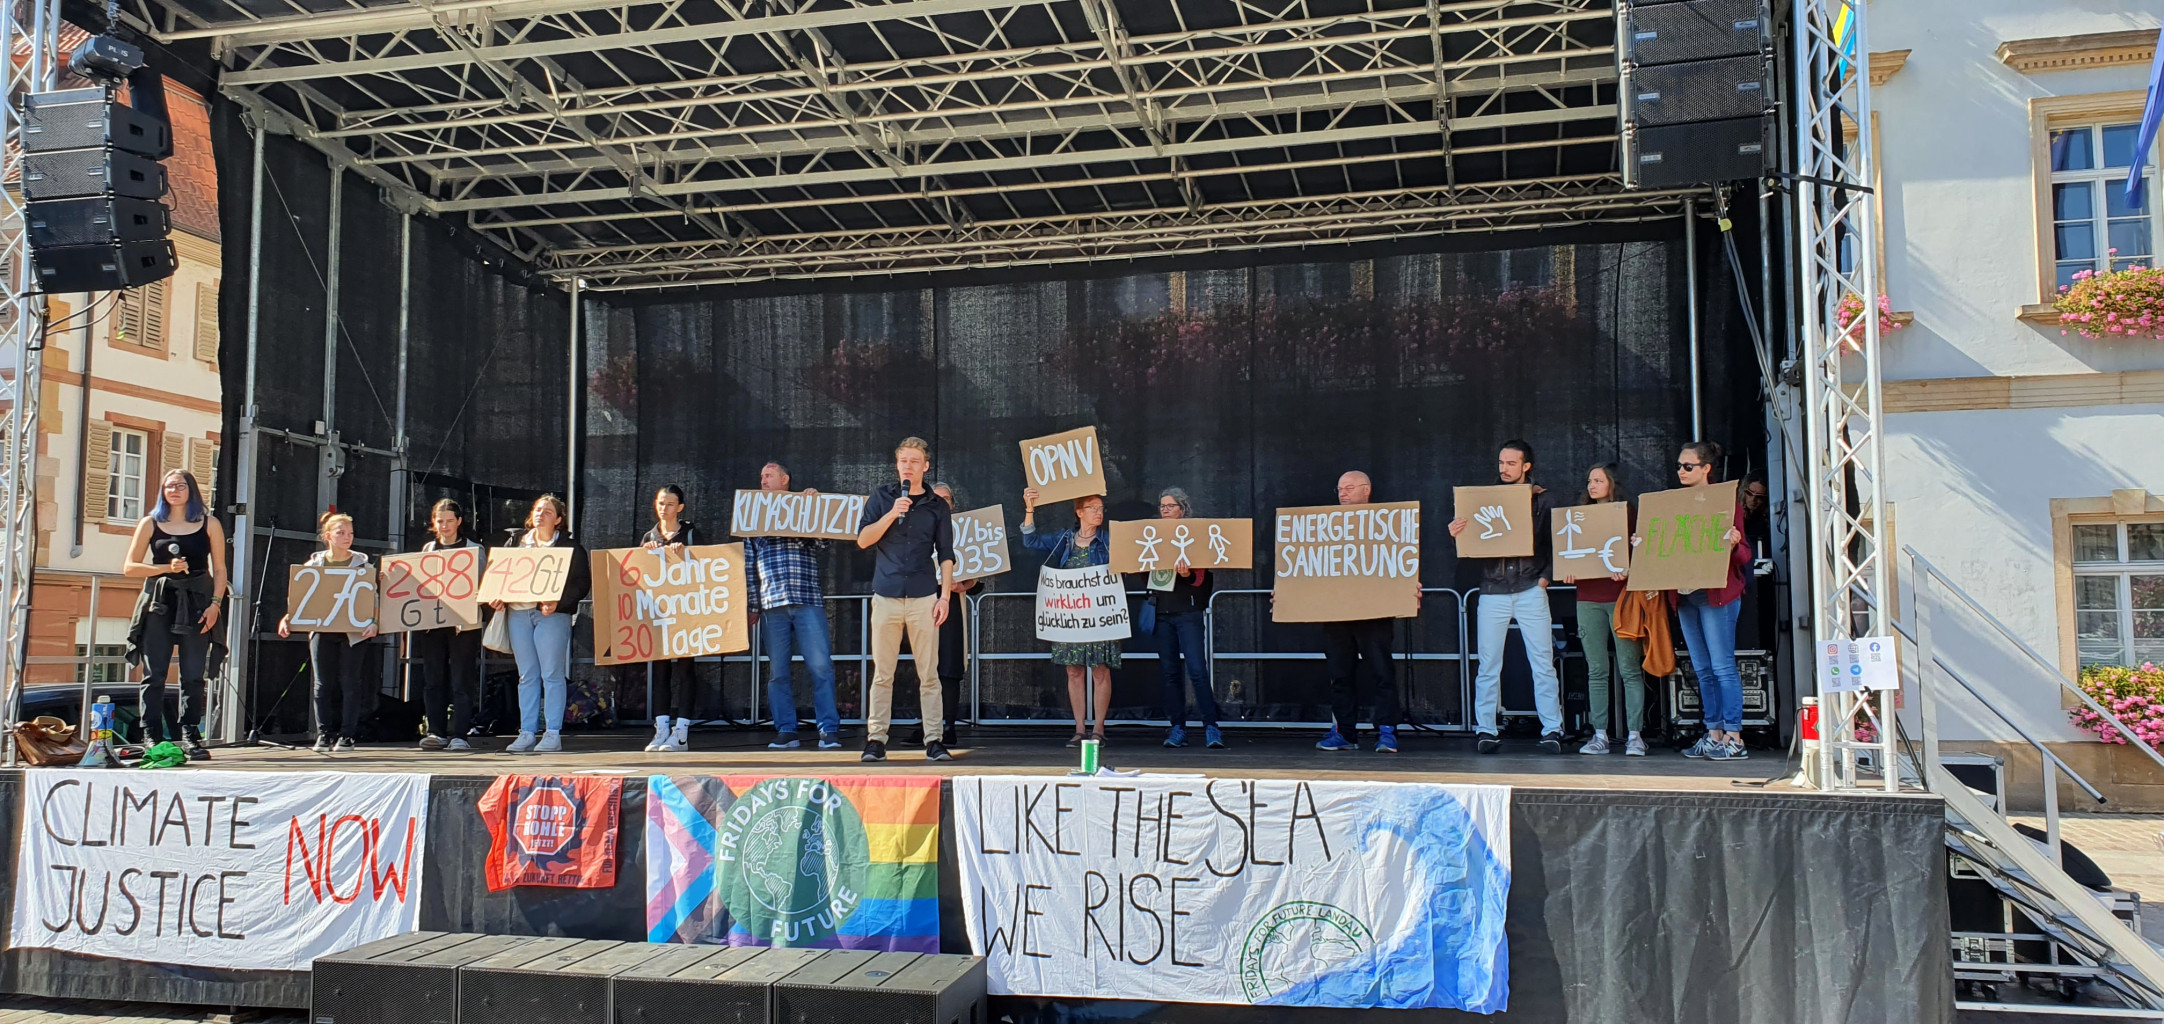 2,7°C
288
Gt
42Gt
6 Jahre
10 Monate
30 Tage
KLIMASCHUTZPL
%. bis
035
ÖPNV
Was brauchst du
wirklich um
glücklich zu sein?
ENERGETISCHE
SANIERUNG
€
FLÄCHE
CLIMATE
JUSTICE
NOW
STOPP
KOHLE
JETZT!
FRIDAYS FOR
FUTURE
LIKE THE SEA
WE RISE
FRIDAYS FOR FUTURE LANDAU